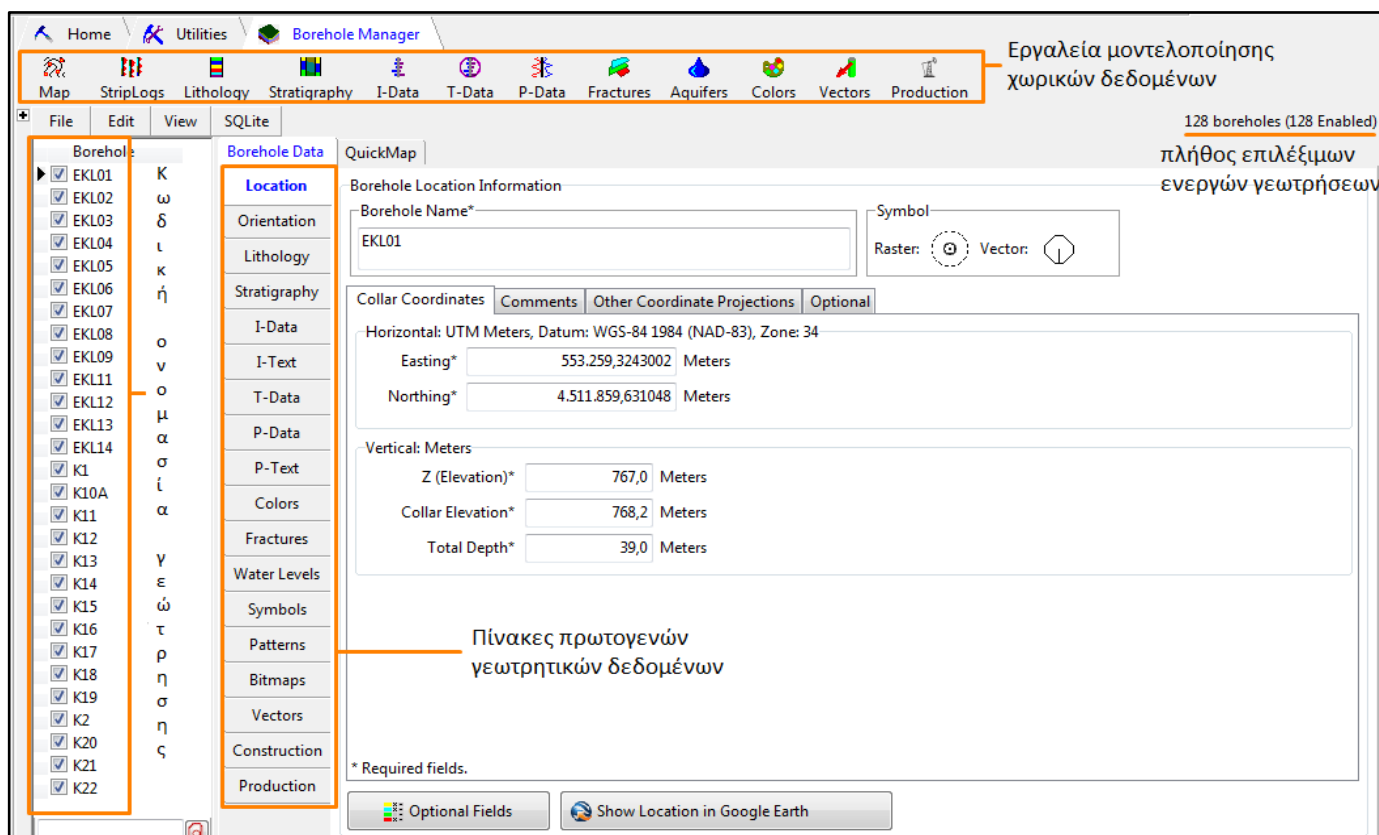 Home Utilities Borehole Manager
Map StripLogs Lithology Stratigraphy I-Data T-Data P-Data Fractures Aquifers Colors Vectors Production
Εργαλεία μοντελοποίησης
χωρικών δεδομένων
File Edit View SQLite
128 boreholes (128 Enabled)
πλήθος επιλέξιμων
ενεργών γεωτρήσεων
Borehole
EKL01
EKL02
EKL03
EKL04
EKL05
EKL06
EKL07
EKL08
EKL09
EKL11
EKL12
EKL13
EKL14
K1
K10A
K11
K12
K13
K14
K15
K16
K17
K18
K19
K2
K20
K21
K22
Κωδική ονομασία γεώτρησης
Borehole Data QuickMap
Location
Orientation
Lithology
Stratigraphy
I-Data
I-Text
T-Data
P-Data
P-Text
Colors
Fractures
Water Levels
Symbols
Patterns
Bitmaps
Vectors
Construction
Production
Borehole Location Information
Borehole Name*
EKL01
Symbol
Raster: Vector:
Collar Coordinates Comments Other Coordinate Projections Optional
Horizontal: UTM Meters, Datum: WGS-84 1984 (NAD-83), Zone: 34
Easting* 553.259,3243002 Meters
Northing* 4.511.859,631048 Meters
Vertical: Meters
Z (Elevation)* 767,0 Meters
Collar Elevation* 768,2 Meters
Total Depth* 39,0 Meters
Πίνακες πρωτογενών
γεωτρητικών δεδομένων
* Required fields.
Optional Fields Show Location in Google Earth